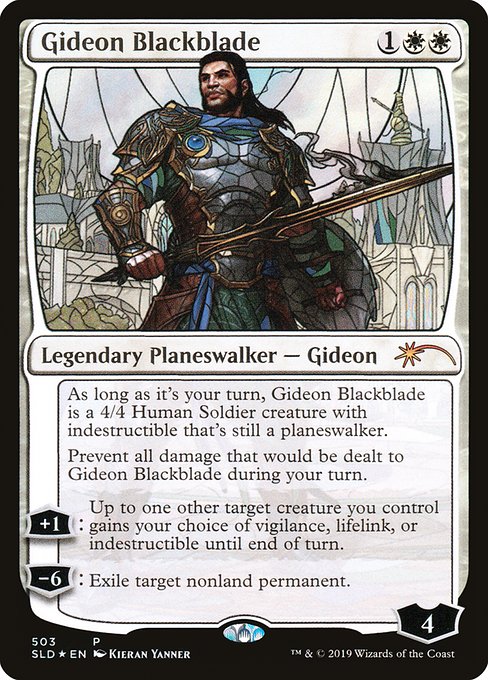 Gideon Blackblade 1
Legendary Planeswalker — Gideon
As long as it's your turn, Gideon Blackblade
is a 4/4 Human Soldier creature with
indestructible that's still a planeswalker.
Prevent all damage that would be dealt to
Gideon Blackblade during your turn.
+1: Up to one other target creature you control
gains your choice of vigilance, lifelink, or
indestructible until end of turn.
−6: Exile target nonland permanent.
4
503 P
SLD ★ EN Kieran Yanner
™ & © 2019 Wizards of the Coast